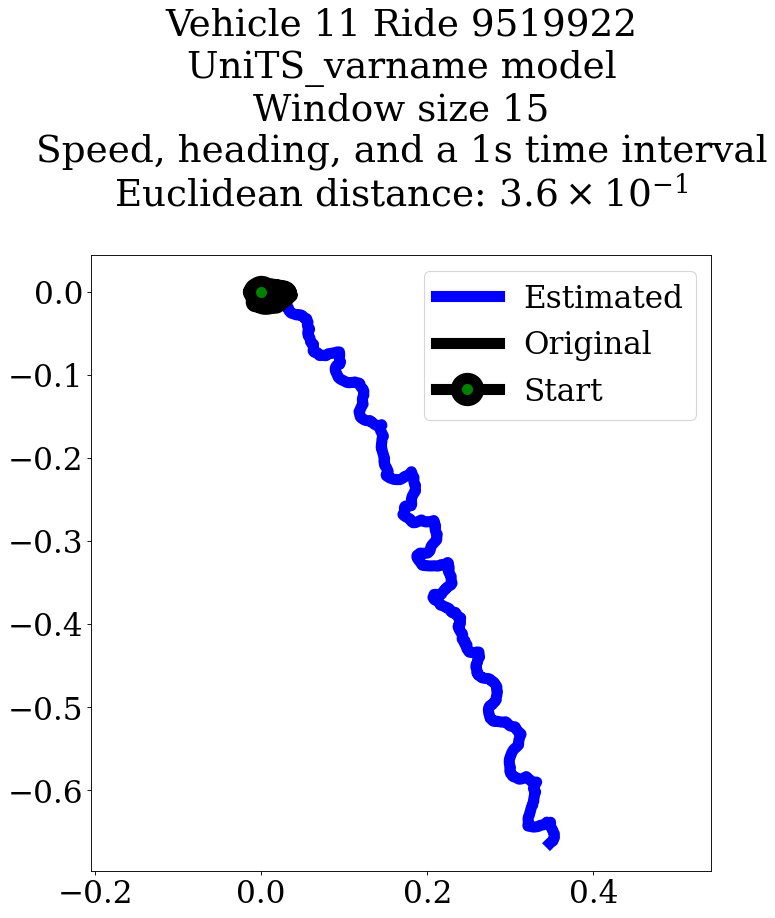 Vehicle 11 Ride 9519922
UniTS_varname model
Window size 15
Speed, heading, and a 1s time interval
Euclidean distance: 3.6 × 10⁻¹
Estimated
Original
Start
0.0
−0.1
−0.2
−0.3
−0.4
−0.5
−0.6
−0.2
0.0
0.2
0.4